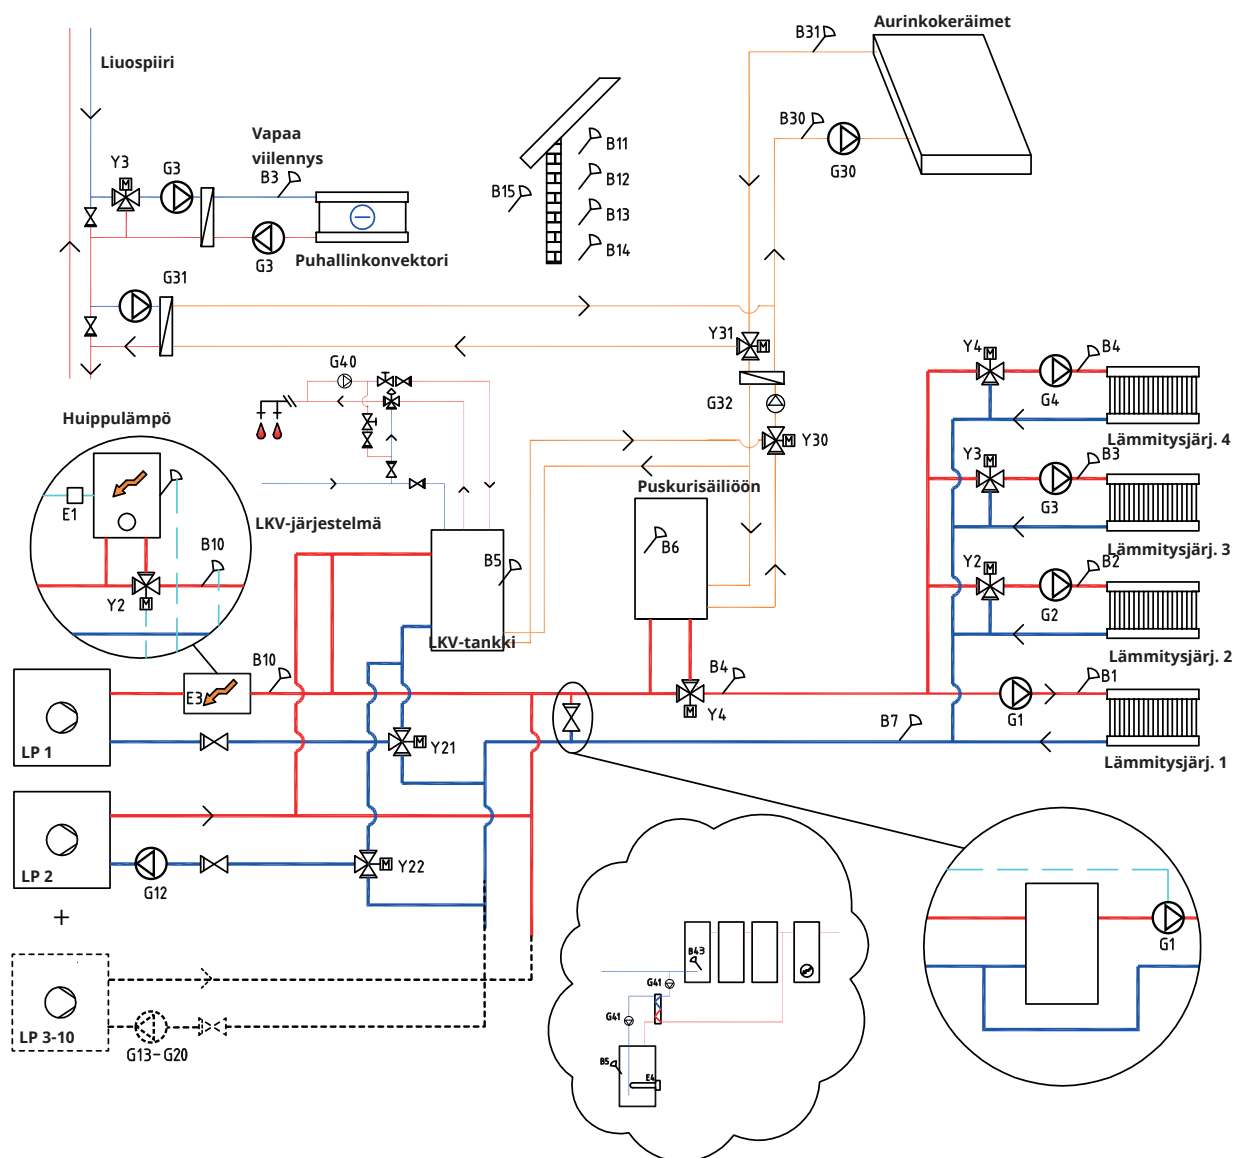 Aurinkokeräimet
B31
Liuospiiri
B30
G30
Vapaa
viilennys
Y3
M
G3
B3
B11
B12
B15
B13
B14
G3
Puhallinkonvektori
G31
Y31
M
G40
G32
Y30
M
Y4
M
B4
G4
Lämmitysjärj. 4
Huippulämpö
E1
B10
Y2
M
LKV-järjestelmä
Puskurisäiliöön
B5
B6
LKV-tankki
Y3
M
B3
G3
Lämmitysjärj. 3
Y2
M
B2
G2
Lämmitysjärj. 2
B10
E3
B4
M
Y4
B1
G1
B7
Lämmitysjärj. 1
LP 1
M
Y21
LP 2
G12
M
Y22
+
LP 3-10
G13-G20
B43
G41
G41
B5
E4
G1